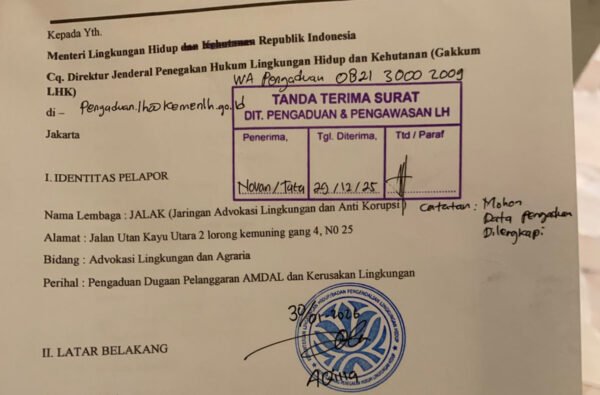 Kepada Yth.
Menteri Lingkungan Hidup dan Kehutanan Republik Indonesia
Cq. Direktur Jenderal Penegakan Hukum Lingkungan Hidup dan Kehutanan (Gakkum
LHK)
WA Pengaduan 0821 3000 2009
di – Pengaduan.lh@kemenlh.go.id
Jakarta
TANDA TERIMA SURAT
DIT. PENGADUAN & PENGAWASAN LH
Penerima, Tgl. Diterima, Ttd / Paraf
Novan/Tata 29/12/25
I. IDENTITAS PELAPOR
Nama Lembaga : JALAK (Jaringan Advokasi Lingkungan dan Anti Korupsi)
Catatan : Mohon
Data Pengaduan
Dilengkapi
Alamat : Jalan Utan Kayu Utara 2 lorong kemuning gang 4, N0 25
Bidang : Advokasi Lingkungan dan Agraria
Perihal : Pengaduan Dugaan Pelanggaran AMDAL dan Kerusakan Lingkungan
30/01-2026
II. LATAR BELAKANG